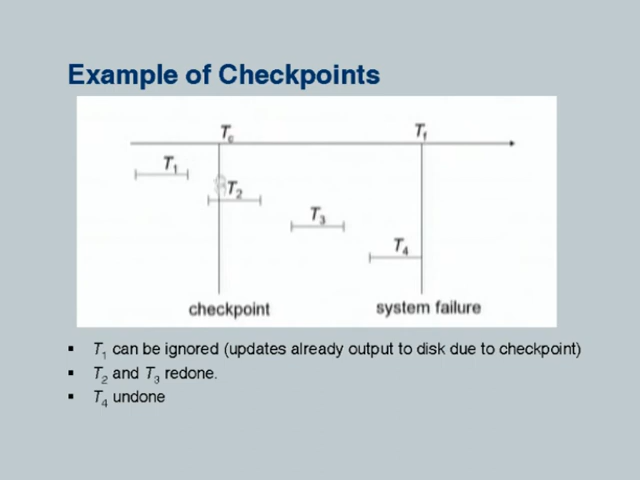 Example of Checkpoints
Tc Tf
T1
T2
T3
T4
checkpoint system failure
▪ T1 can be ignored (updates already output to disk due to checkpoint)
▪ T2 and T3 redone.
▪ T4 undone